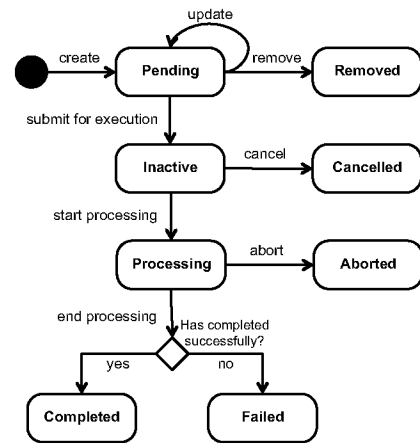 update
create
Pending
remove
Removed
submit for execution
Inactive
cancel
Cancelled
start processing
Processing
abort
Aborted
end processing
Has completed
successfully?
yes
no
Completed
Failed